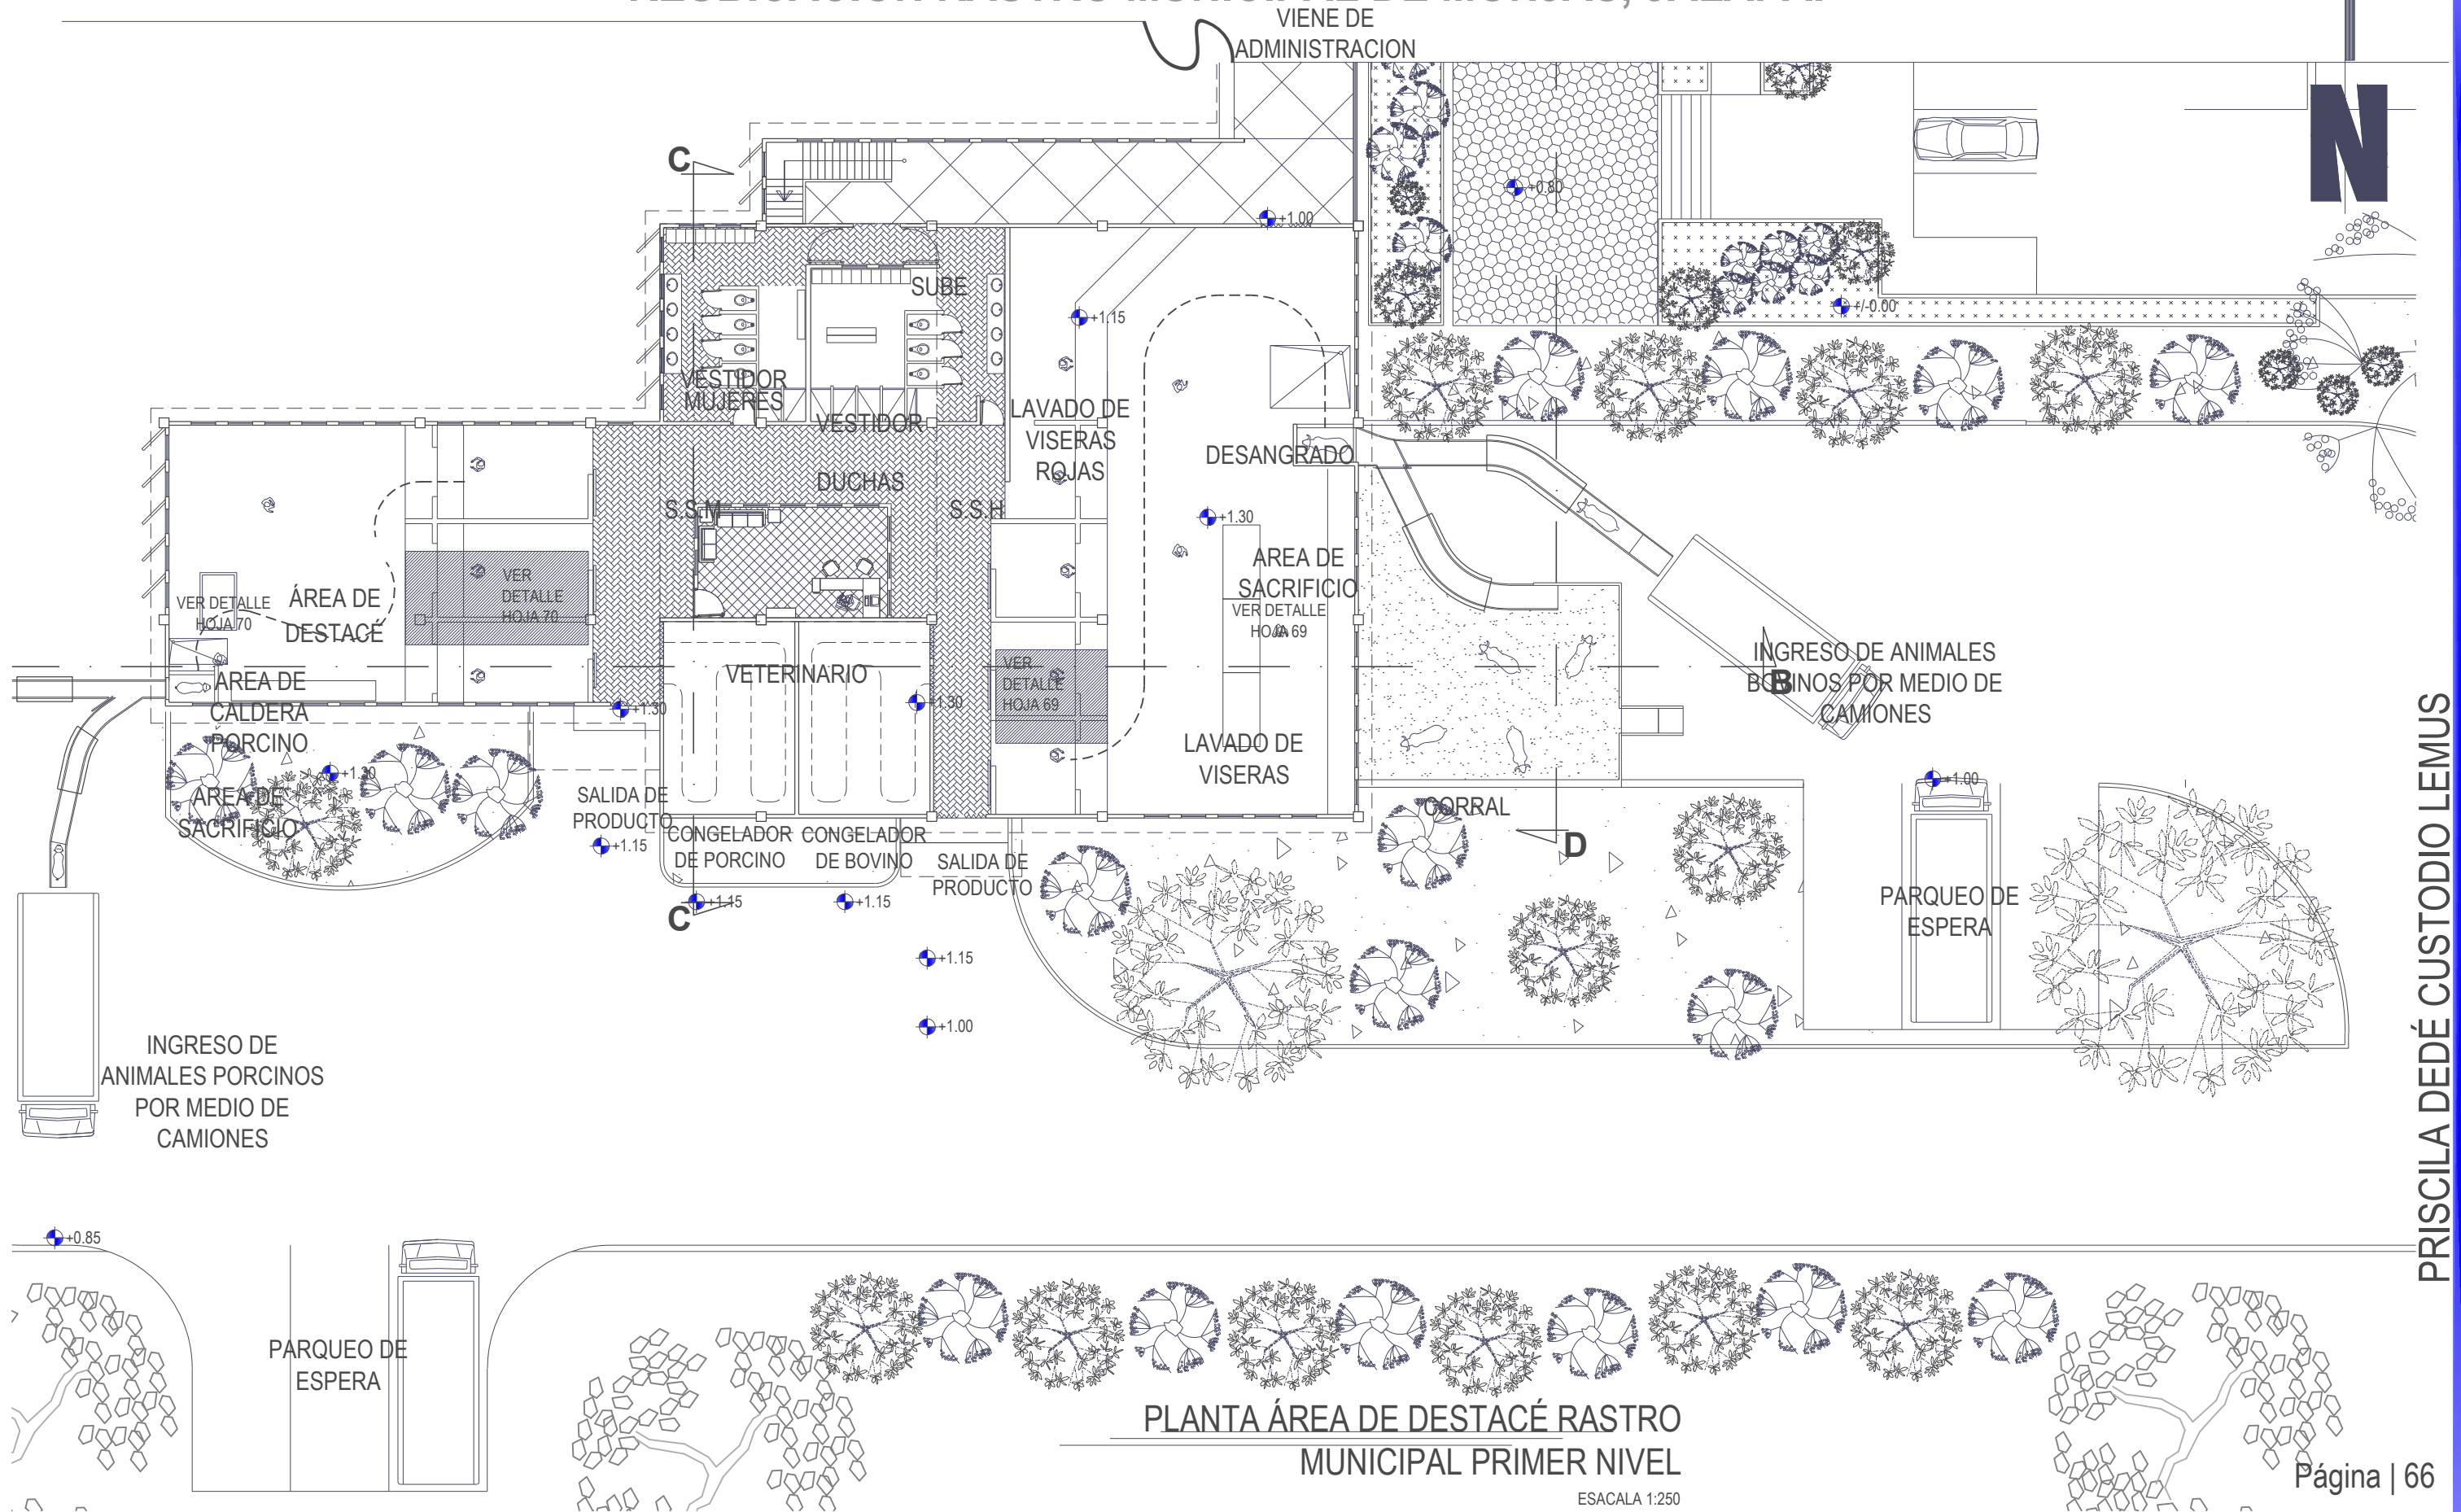 VIENE DE
ADMINISTRACION
N
C
+0.80
+1.00
SUBE
+1.15
+/-0.00
VESTIDOR
MUJERES
VESTIDOR
LAVADO DE
VISERAS
ROJAS
DESANGRADO
DUCHAS
S.S.M
S.S.H
+1.30
AREA DE
SACRIFICIO
VER DETALLE
HOJA 69
VER
DETALLE
HOJA 70
VER DETALLE
HOJA 70
ÁREA DE
DESTACÉ
VER
DETALLE
HOJA 69
VETERINARIO
INGRESO DE ANIMALES
BOVINOS POR MEDIO DE
CAMIONES
B
AREA DE
CALDERA
PORCINO
+1.30
+1.30
+1.30
LAVADO DE
VISERAS
AREA DE
SACRIFICIO
SALIDA DE
PRODUCTO
+1.15
CONGELADOR
DE PORCINO
CONGELADOR
DE BOVINO
SALIDA DE
PRODUCTO
CORRAL
D
+1.00
PARQUEO DE
ESPERA
C
+1.15
+1.15
+1.15
+1.00
INGRESO DE
ANIMALES PORCINOS
POR MEDIO DE
CAMIONES
+0.85
PARQUEO DE
ESPERA
PLANTA ÁREA DE DESTACÉ RASTRO
MUNICIPAL PRIMER NIVEL
ESACALA 1:250
PRISCILA DEDÉ CUSTODIO LEMUS
Página | 66